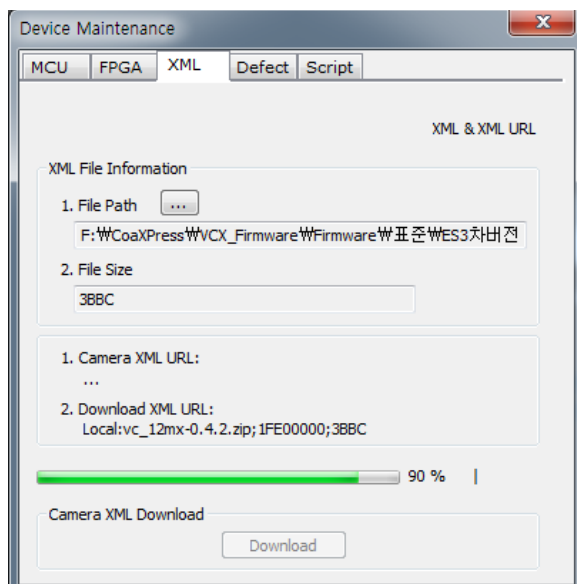 Device Maintenance
MCU FPGA XML Defect Script
XML & XML URL
XML File Information
1. File Path ...
F:₩CoaXPress₩VCX_Firmware₩Firmware₩표준₩ES3차버전
2. File Size
3BBC
1. Camera XML URL:
...
2. Download XML URL:
Local:vc_12mx-0.4.2.zip;1FE00000;3BBC
90 % |
Camera XML Download
Download